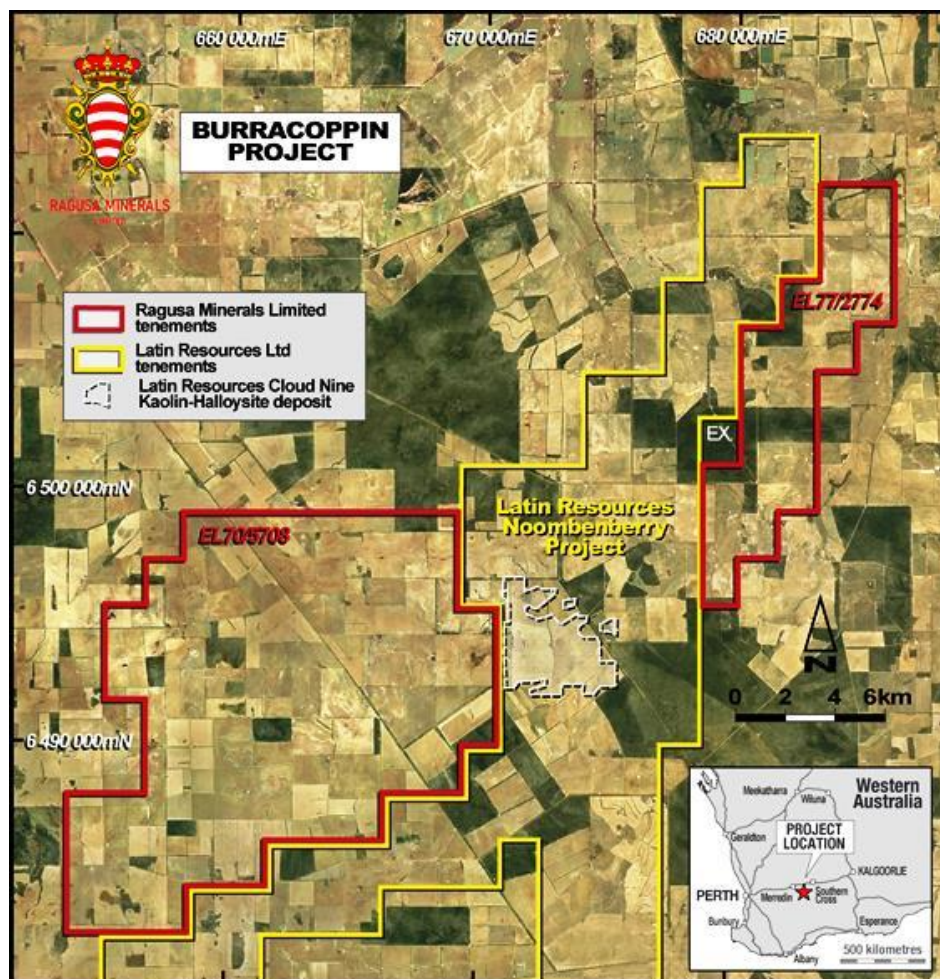 660 000mE
670 000mE
680 000mE
BURRACOPPIN
PROJECT
RAGUSA MINERALS
LIMITED
Ragusa Minerals Limited
tenements
Latin Resources Ltd
tenements
Latin Resources Cloud Nine
Kaolin-Halloysite deposit
EL77/2774
EX
6 500 000mN
Latin Resources
Noombenberry
Project
EL70/5708
N
0 2 4 6km
6 490 000mN
Western
Australia
Meekatharra
Wiluna
Geraldton
PROJECT
LOCATION
KALGOORLIE
PERTH
Merredin
Southern
Cross
Bunbury
Esperance
Albany
500 kilometres